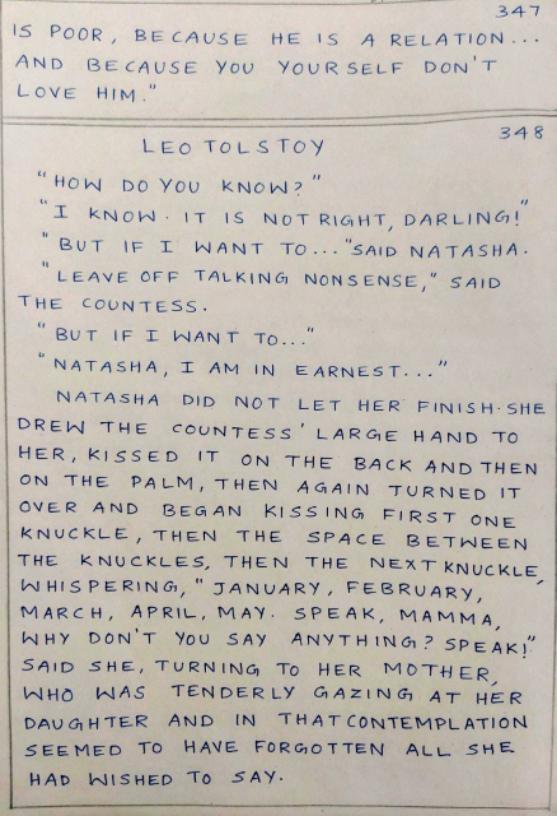 347
IS POOR, BECAUSE HE IS A RELATION...
AND BECAUSE YOU YOURSELF DON'T
LOVE HIM."
348
LEO TOLSTOY
"HOW DO YOU KNOW?"
"I KNOW. IT IS NOT RIGHT, DARLING!"
"BUT IF I WANT TO... "SAID NATASHA.
"LEAVE OFF TALKING NONSENSE," SAID
THE COUNTESS.
"BUT IF I WANT TO..."
"NATASHA, I AM IN EARNEST..."
NATASHA DID NOT LET HER FINISH. SHE
DREW THE COUNTESS' LARGE HAND TO
HER, KISSED IT ON THE BACK AND THEN
ON THE PALM, THEN AGAIN TURNED IT
OVER AND BEGAN KISSING FIRST ONE
KNUCKLE, THEN THE SPACE BETWEEN
THE KNUCKLES, THEN THE NEXT KNUCKLE,
WHISPERING, "JANUARY, FEBRUARY,
MARCH, APRIL, MAY. SPEAK, MAMMA,
WHY DON'T YOU SAY ANYTHING? SPEAK!"
SAID SHE, TURNING TO HER MOTHER,
WHO WAS TENDERLY GAZING AT HER
DAUGHTER AND IN THAT CONTEMPLATION
SEEMED TO HAVE FORGOTTEN ALL SHE
HAD WISHED TO SAY.